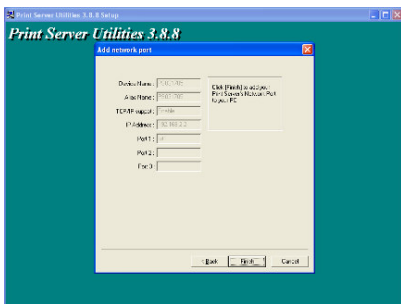 Print Server Utilities 3.8.8 Setup
Print Server Utilities 3.8.8
Add network port
Device Name :
Alias Name :
TCP/IP support : Enable
IP Address :
Port 1 :
Port 2 :
Port 3 :
Click [Finish] to add your
Print Server's Network Port
to your PC
< Back
Finish
Cancel